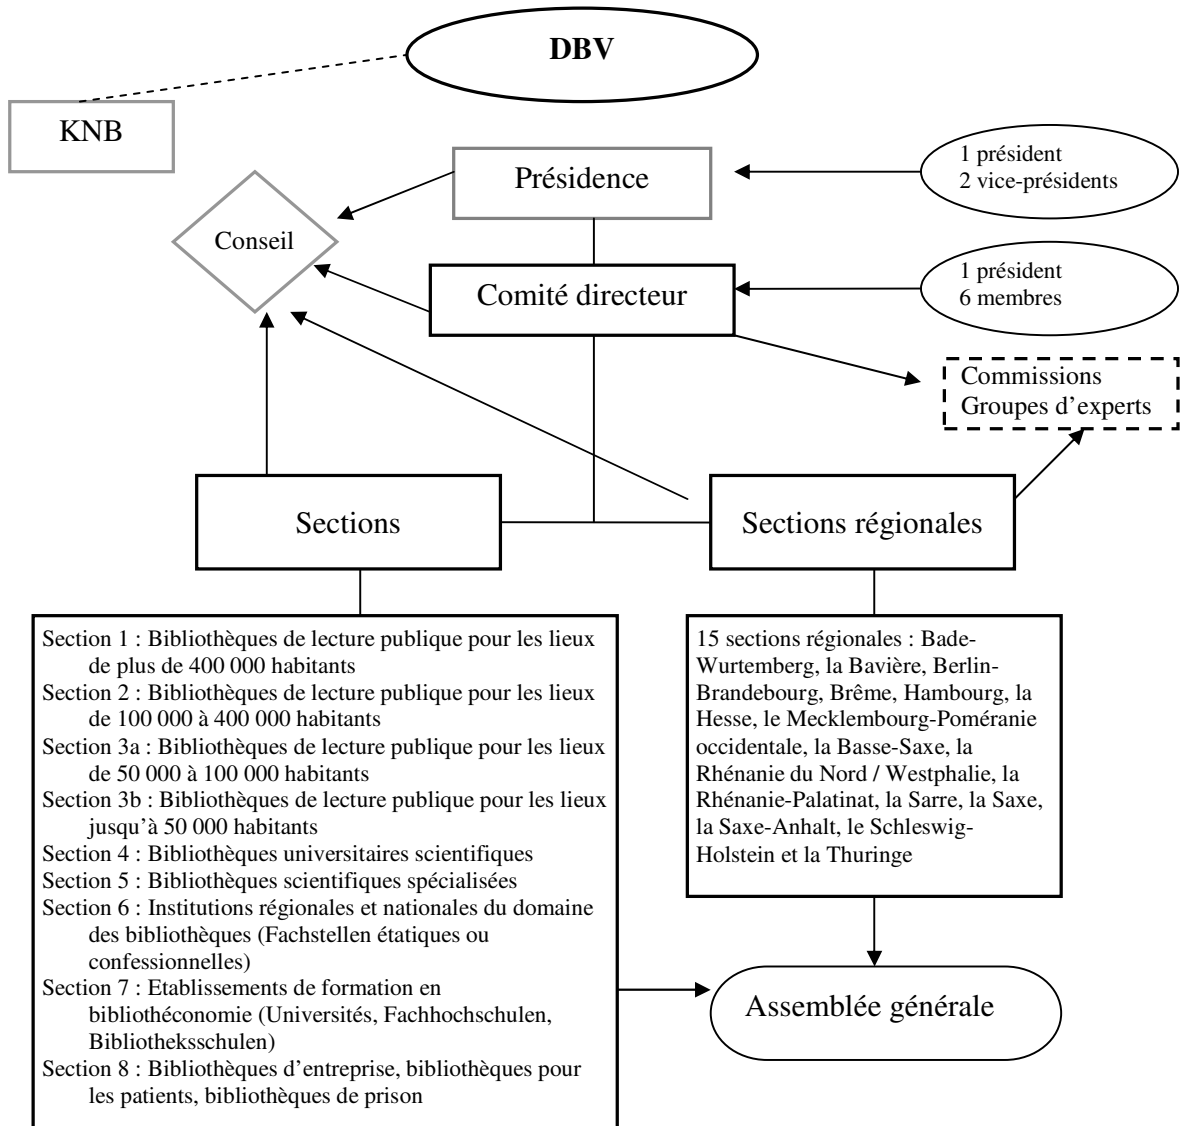 DBV
KNB
Présidence
1 président
2 vice-présidents
Conseil
Comité directeur
1 président
6 membres
Commissions
Groupes d'experts
Sections
Sections régionales
Section 1 : Bibliothèques de lecture publique pour les lieux
de plus de 400 000 habitants
Section 2 : Bibliothèques de lecture publique pour les lieux
de 100 000 à 400 000 habitants
Section 3a : Bibliothèques de lecture publique pour les lieux
de 50 000 à 100 000 habitants
Section 3b : Bibliothèques de lecture publique pour les lieux
jusqu'à 50 000 habitants
Section 4 : Bibliothèques universitaires scientifiques
Section 5 : Bibliothèques scientifiques spécialisées
Section 6 : Institutions régionales et nationales du domaine
des bibliothèques (Fachstellen étatiques ou
confessionnelles)
Section 7 : Etablissements de formation en
bibliothéconomie (Universités, Fachhochschulen,
Bibliotheksschulen)
Section 8 : Bibliothèques d'entreprise, bibliothèques pour
les patients, bibliothèques de prison
15 sections régionales : Bade-
Wurtemberg, la Bavière, Berlin-
Brandebourg, Brême, Hambourg, la
Hesse, le Mecklembourg-Poméranie
occidentale, la Basse-Saxe, la
Rhénanie du Nord / Westphalie, la
Rhénanie-Palatinat, la Sarre, la Saxe,
la Saxe-Anhalt, le Schleswig-
Holstein et la Thuringe
Assemblée générale